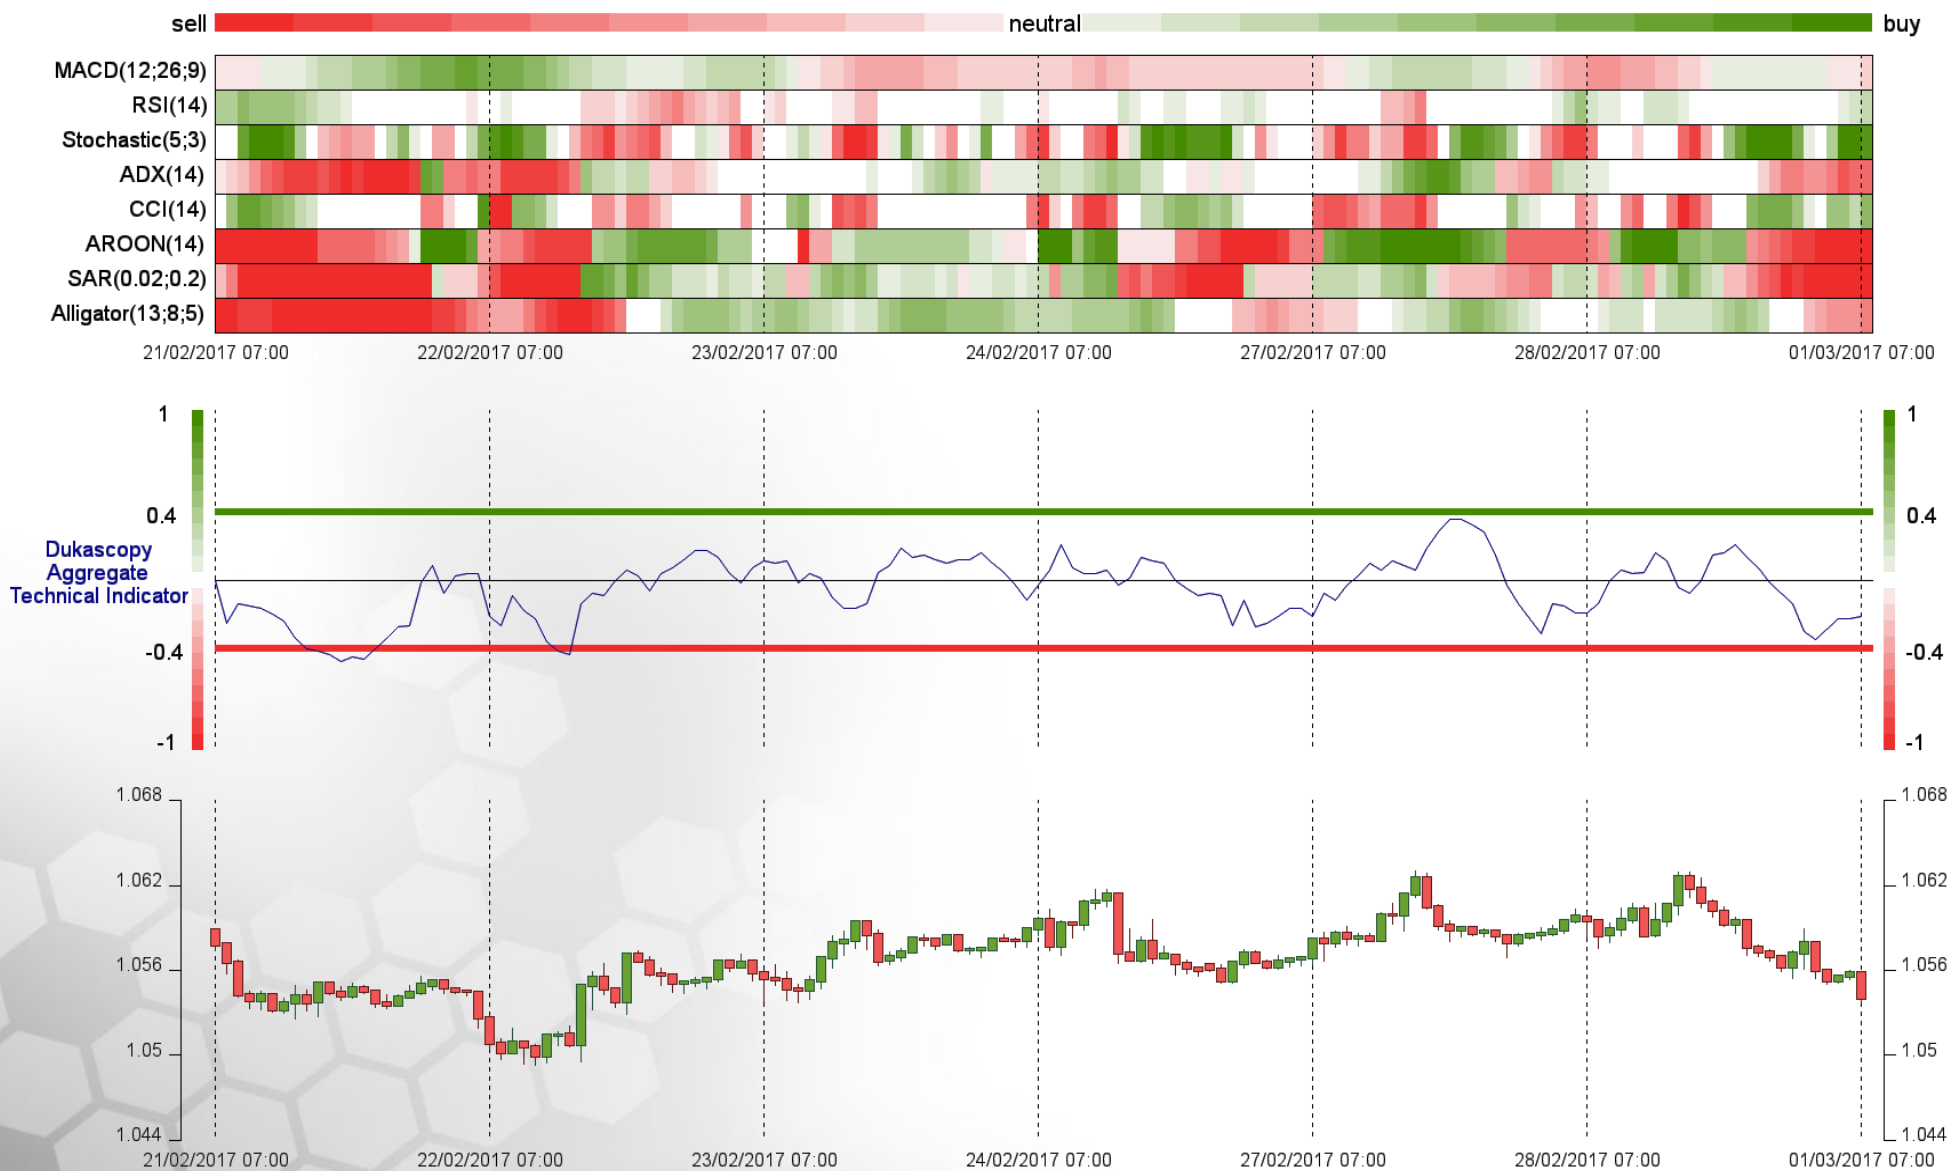 sell neutral buy
MACD(12;26;9)
RSI(14)
Stochastic(5;3)
ADX(14)
CCI(14)
AROON(14)
SAR(0.02;0.2)
Alligator(13;8;5)
21/02/2017 07:00 22/02/2017 07:00 23/02/2017 07:00 24/02/2017 07:00 27/02/2017 07:00 28/02/2017 07:00 01/03/2017 07:00
1 1
0.4 0.4
Dukascopy
Aggregate
Technical Indicator
-0.4 -0.4
-1 -1
1.068 1.068
1.062 1.062
1.056 1.056
1.05 1.05
1.044 1.044
21/02/2017 07:00 22/02/2017 07:00 23/02/2017 07:00 24/02/2017 07:00 27/02/2017 07:00 28/02/2017 07:00 01/03/2017 07:00